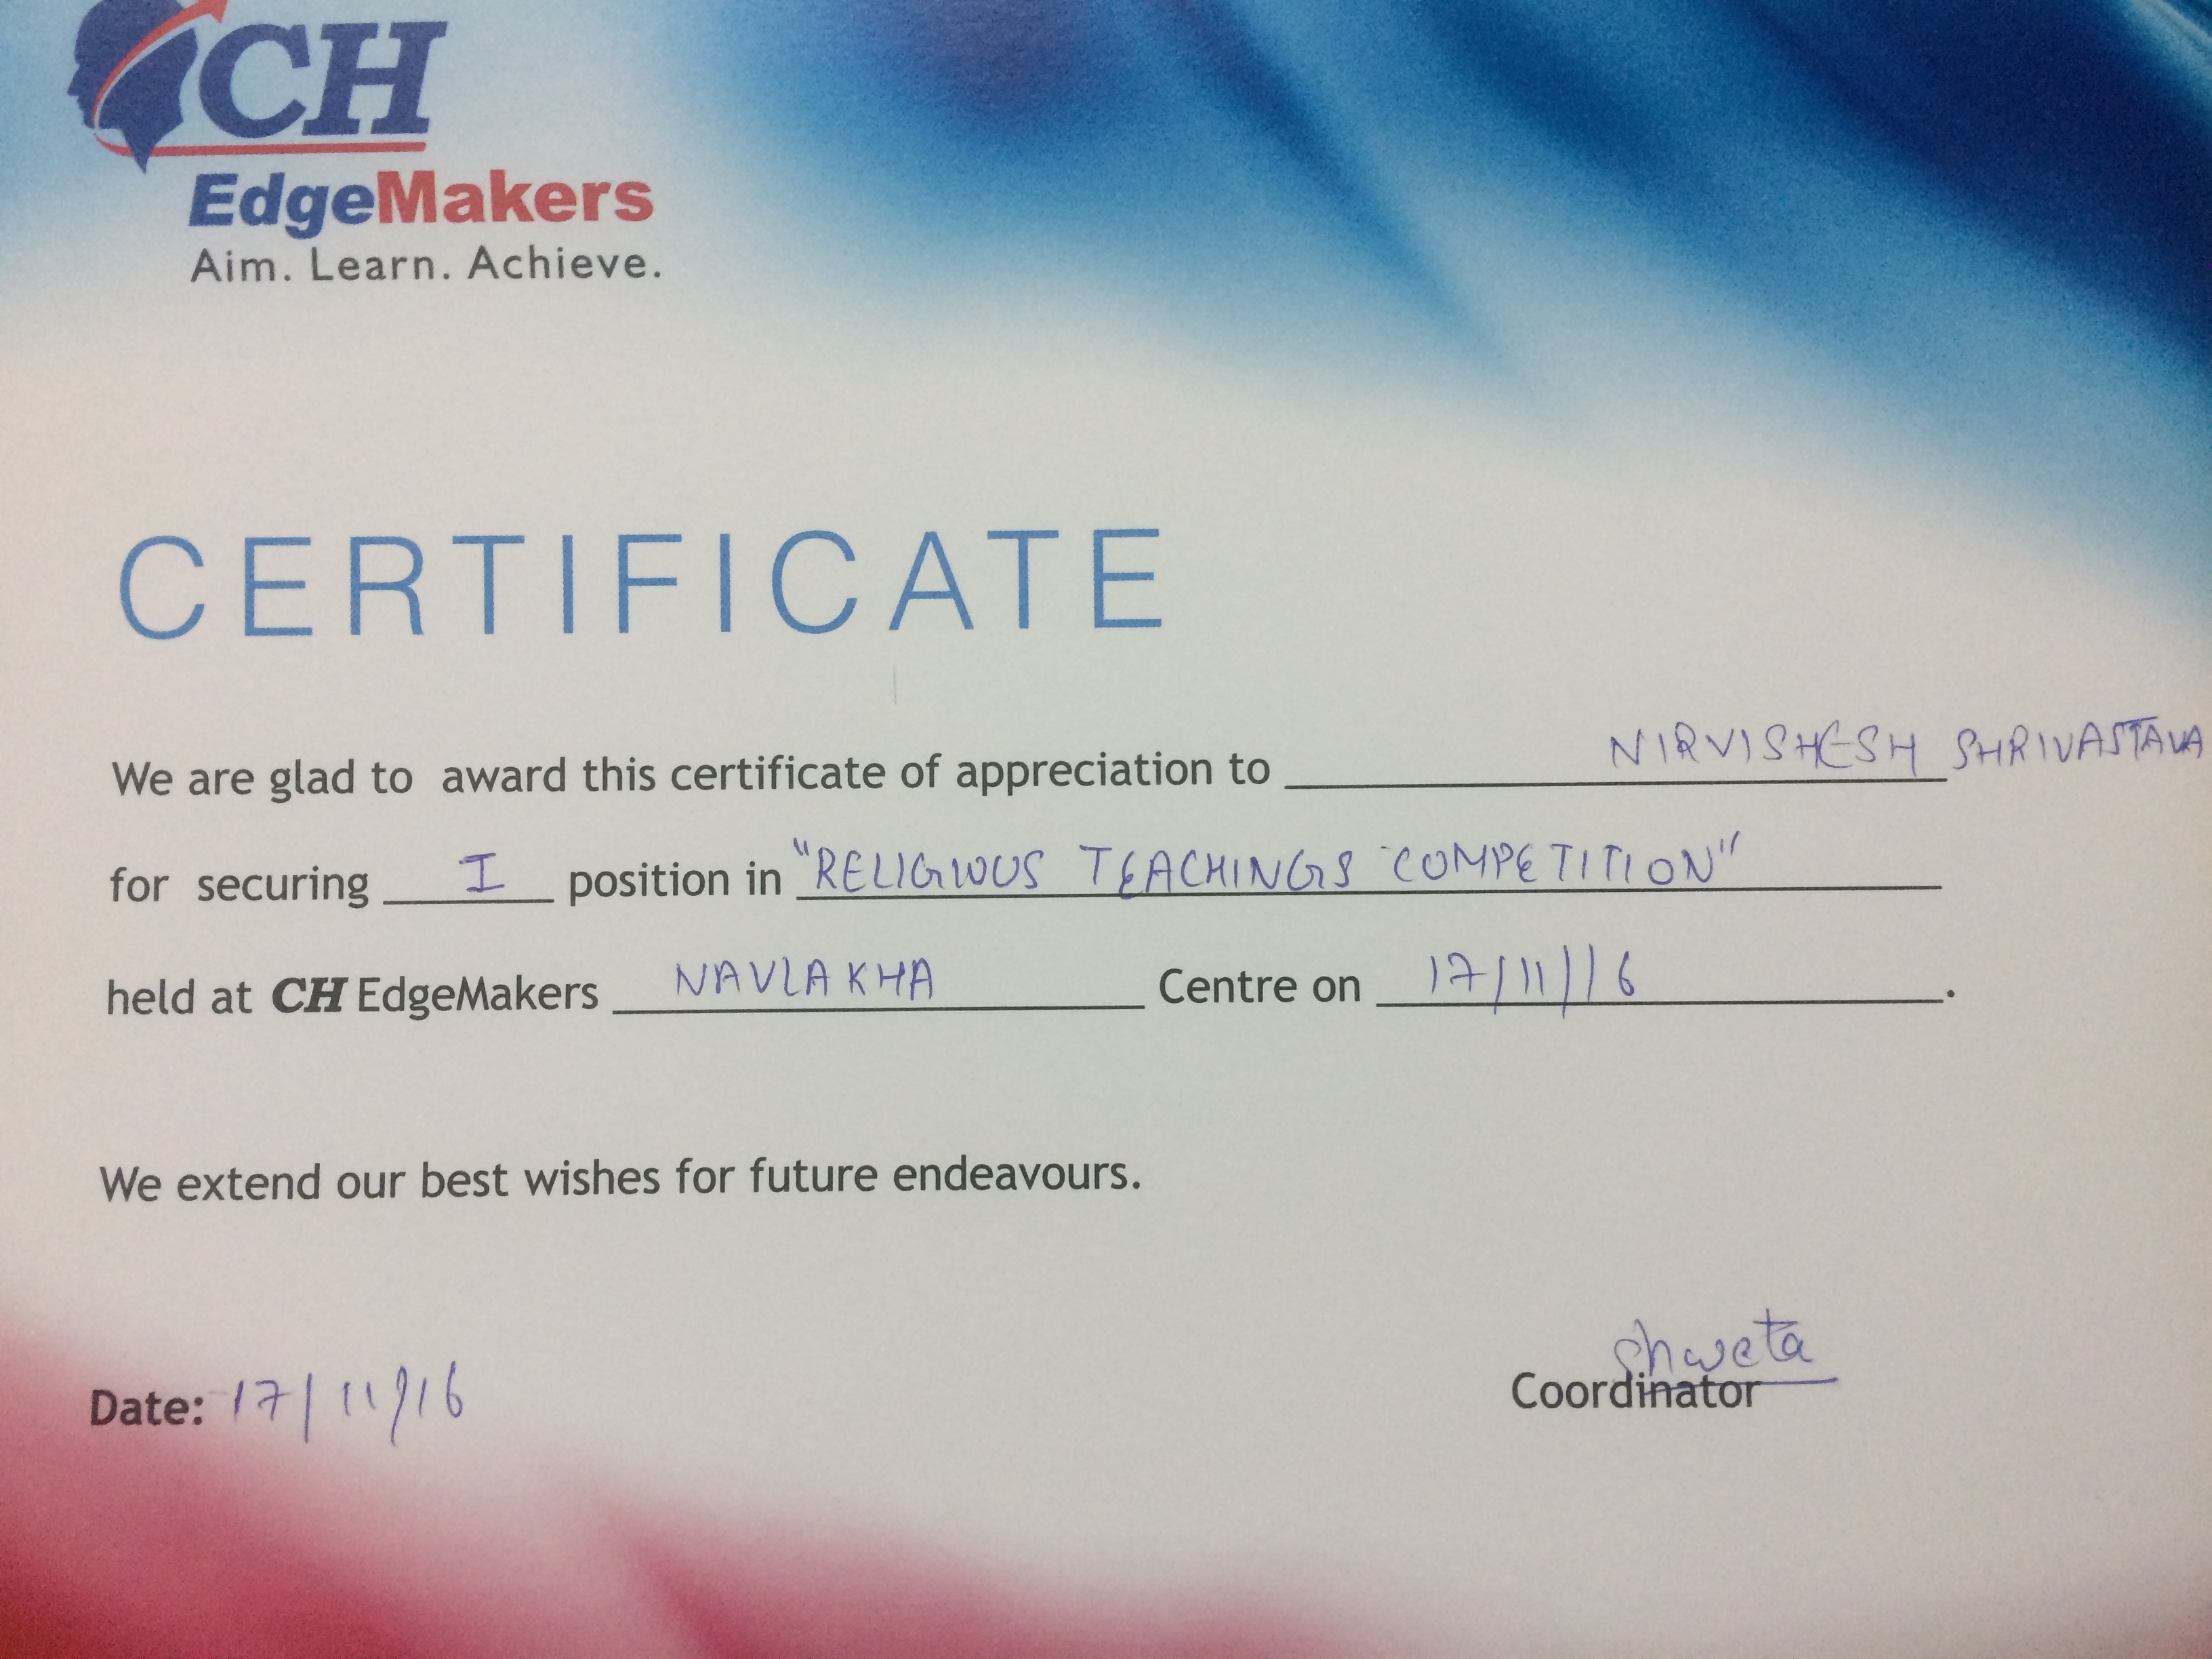 CH
EdgeMakers
Aim. Learn. Achieve.
CERTIFICATE
We are glad to award this certificate of appreciation to NIRVISHESH SHRIVASTAVA
for securing I position in "RELIGIOUS TEACHINGS COMPETITION"
held at CH EdgeMakers NAVLAKHA Centre on 17/11/16.
We extend our best wishes for future endeavours.
Shweta
Date: 17/11/16 Coordinator